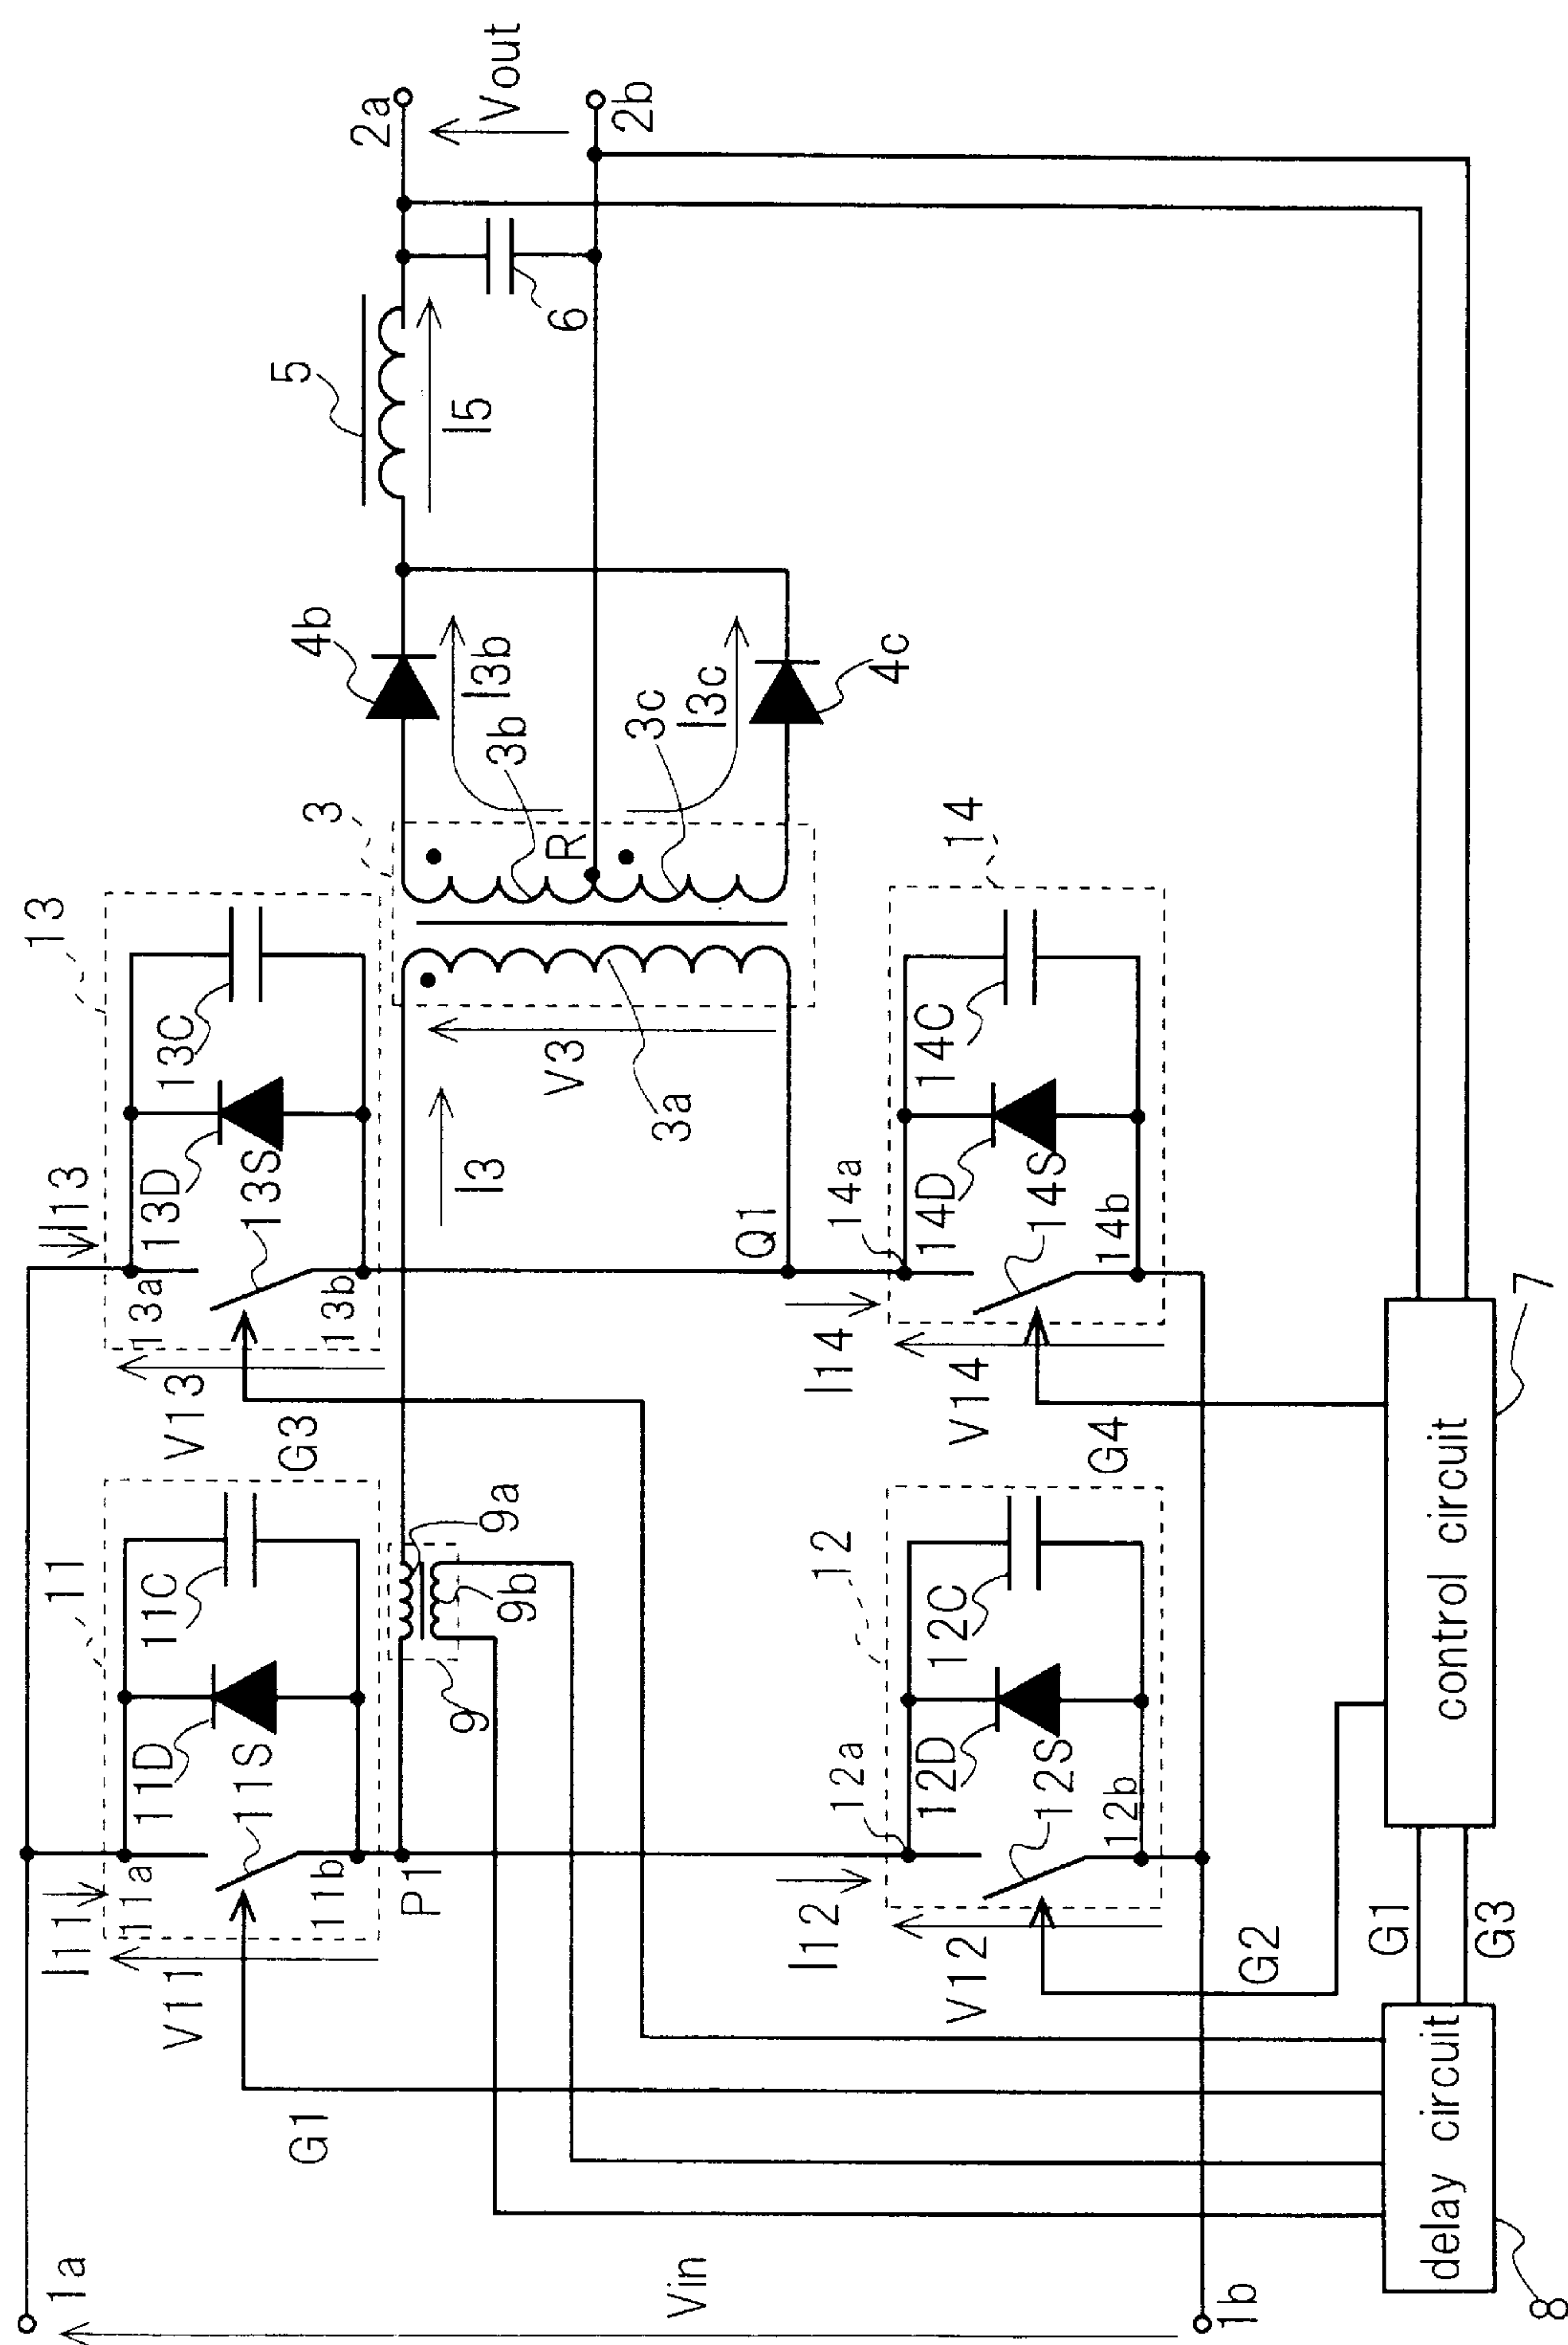 1a
Vin
1b
11
I11
11a
11D
11C
11S
11b
V11
G1
P1
9
9a
9b
13
I13
13a
13D
13C
13S
13b
V13
G3
I3
V3
3a
Q1
3
3b
R
3c
I3b
I3c
4b
4c
5
I5
6
2a
Vout
2b
12
I12
12a
12D
12C
12S
12b
V12
G2
14
I14
14a
14D
14C
14S
14b
V14
G4
delay circuit
8
G1
G3
control circuit
7